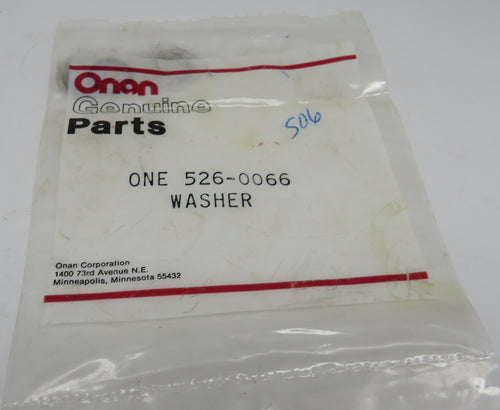 Onan
Genuine
Parts
506
ONE 526-0066
WASHER
Onan Corporation
1400 73rd Avenue N.E.
Minneapolis, Minnesota 55432